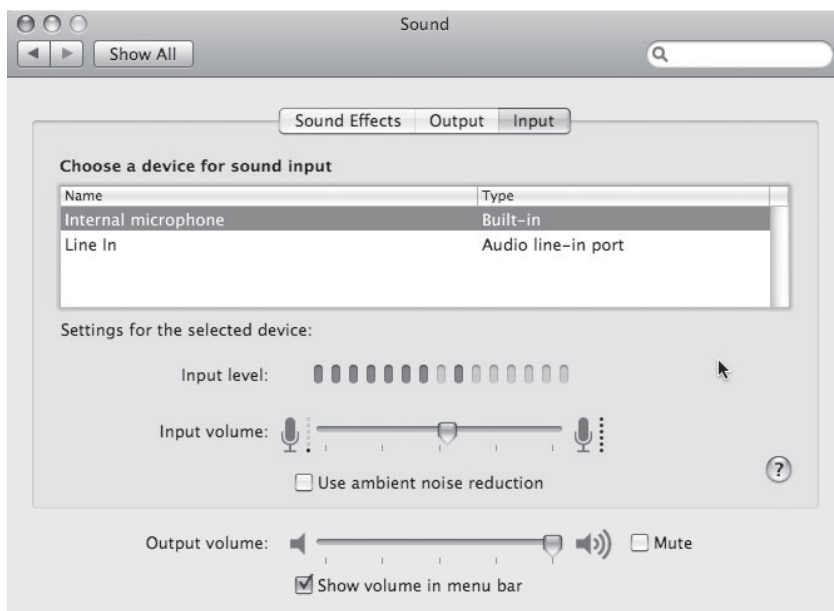 Sound
Show All
Sound Effects Output Input
Choose a device for sound input
Name Type
Internal microphone Built-in
Line In Audio line-in port
Settings for the selected device:
Input level:
Input volume:
Use ambient noise reduction
?
Output volume: Mute
Show volume in menu bar